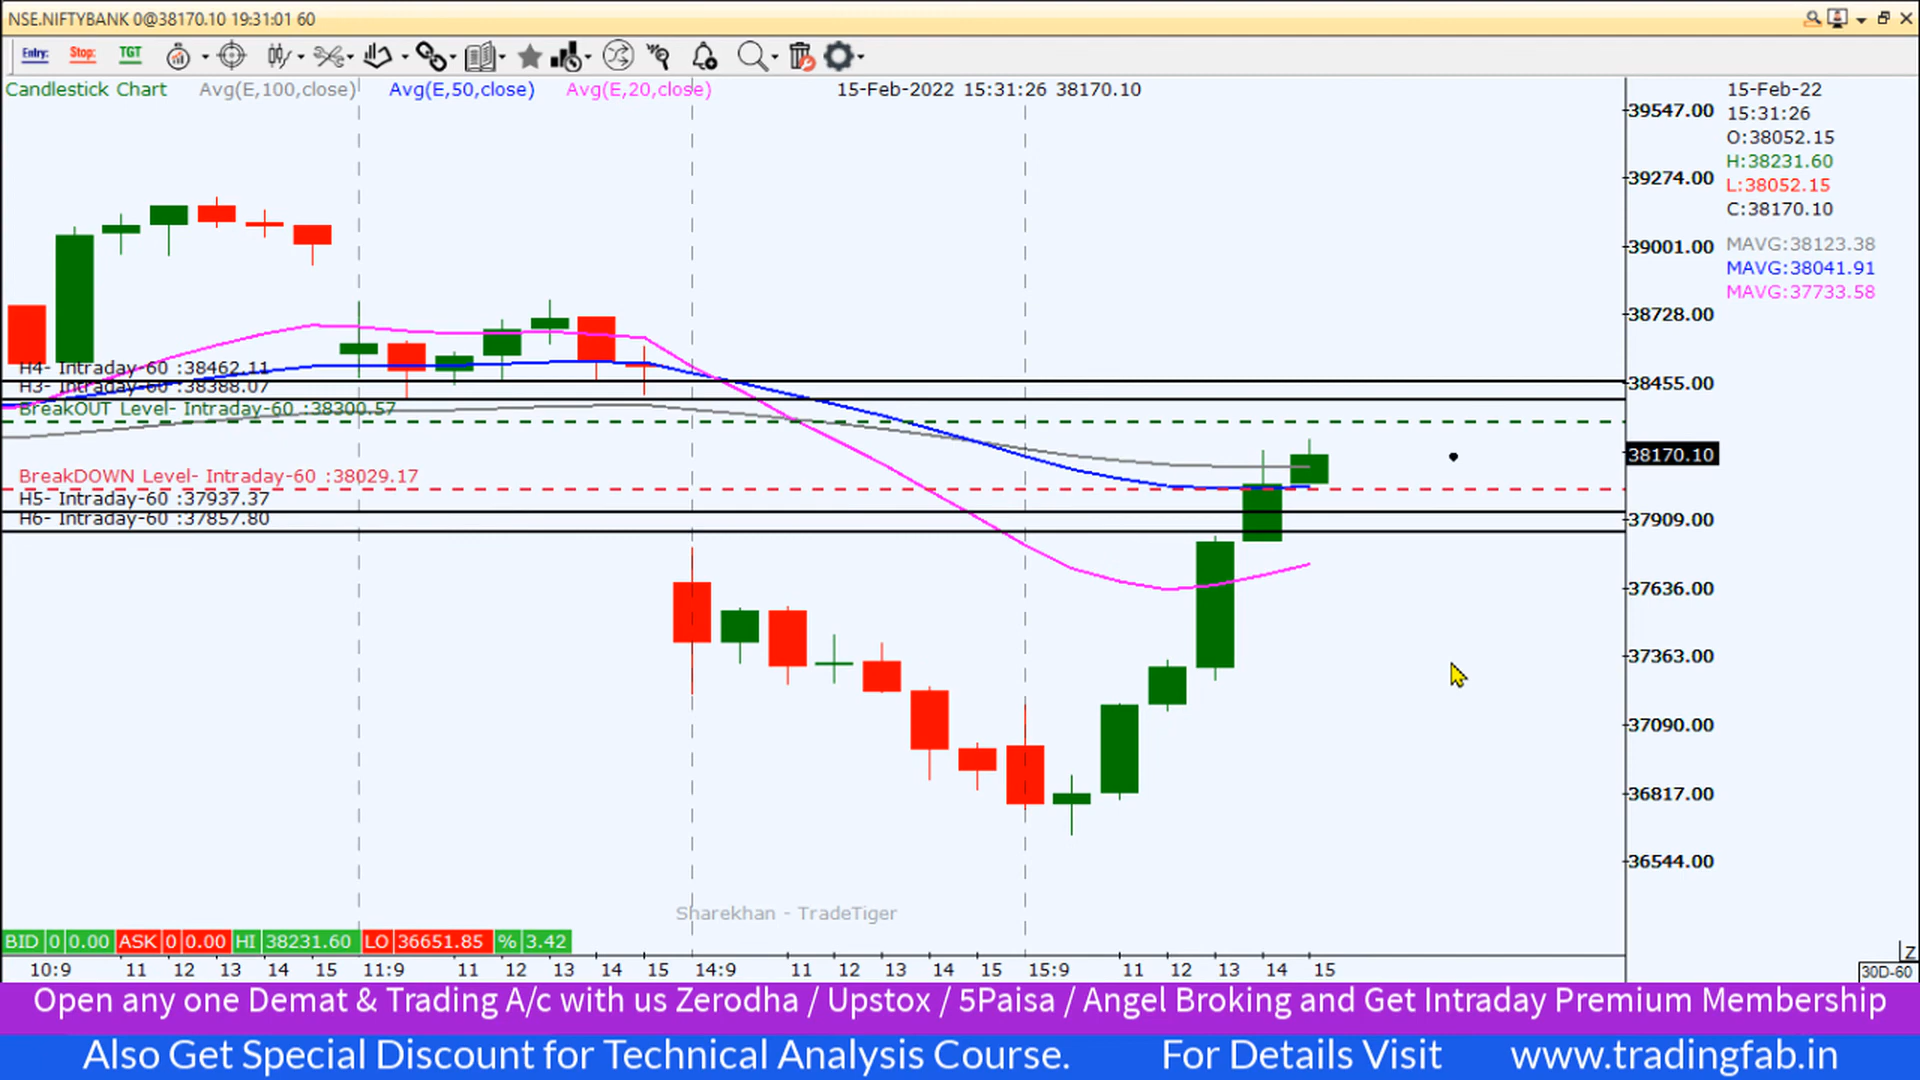 NSE.NIFTYBANK 0@38170.10 19:31:01 60
Entry: Stop: TGT
Candlestick Chart Avg(E,100,close) Avg(E,50,close) Avg(E,20,close) 15-Feb-2022 15:31:26 38170.10
15-Feb-22
15:31:26
O:38052.15
H:38231.60
L:38052.15
C:38170.10
MAVG:38123.38
MAVG:38041.91
MAVG:37733.58
39547.00
39274.00
39001.00
38728.00
38455.00
38170.10
37909.00
37636.00
37363.00
37090.00
36817.00
36544.00
H4- Intraday-60 :38462.11
H3- Intraday-60 :38388.07
BreakOUT Level- Intraday-60 :38300.57
BreakDOWN Level- Intraday-60 :38029.17
H5- Intraday-60 :37937.37
H6- Intraday-60 :37857.80
Sharekhan - TradeTiger
BID 0 0.00 ASK 0 0.00 HI 38231.60 LO 36651.85 % 3.42
Z
10:9 11 12 13 14 15 11:9 11 12 13 14 15 14:9 11 12 13 14 15 15:9 11 12 13 14 15
30D-60
Open any one Demat & Trading A/c with us Zerodha / Upstox / 5Paisa / Angel Broking and Get Intraday Premium Membership
Also Get Special Discount for Technical Analysis Course. For Details Visit www.tradingfab.in